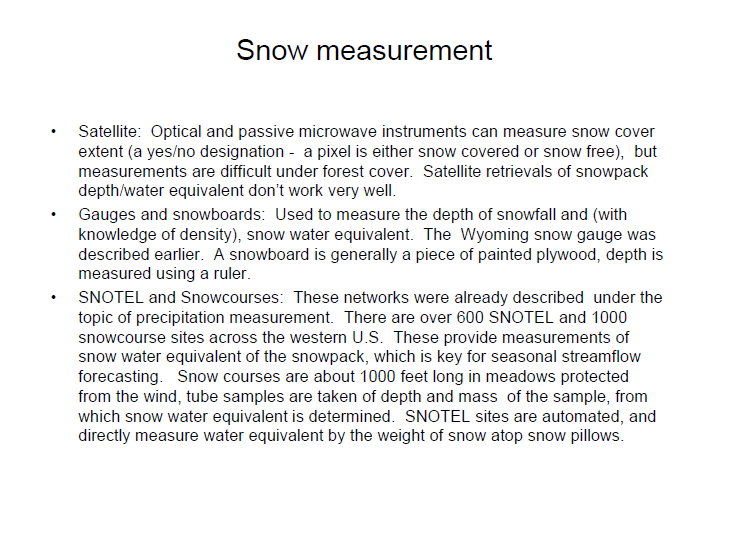 Snow measurement
• Satellite:  Optical and passive microwave instruments can measure snow cover
extent (a yes/no designation -  a pixel is either snow covered or snow free),  but
measurements are difficult under forest cover.  Satellite retrievals of snowpack
depth/water equivalent don't work very well.
• Gauges and snowboards:  Used to measure the depth of snowfall and (with
knowledge of density), snow water equivalent.  The  Wyoming snow gauge was
described earlier.  A snowboard is generally a piece of painted plywood, depth is
measured using a ruler.
• SNOTEL and Snowcourses:  These networks were already described  under the
topic of precipitation measurement.  There are over 600 SNOTEL and 1000
snowcourse sites across the western U.S.  These provide measurements of
snow water equivalent of the snowpack, which is key for seasonal streamflow
forecasting.   Snow courses are about 1000 feet long in meadows protected
from the wind, tube samples are taken of depth and mass  of the sample, from
which snow water equivalent is determined.  SNOTEL sites are automated, and
directly measure water equivalent by the weight of snow atop snow pillows.